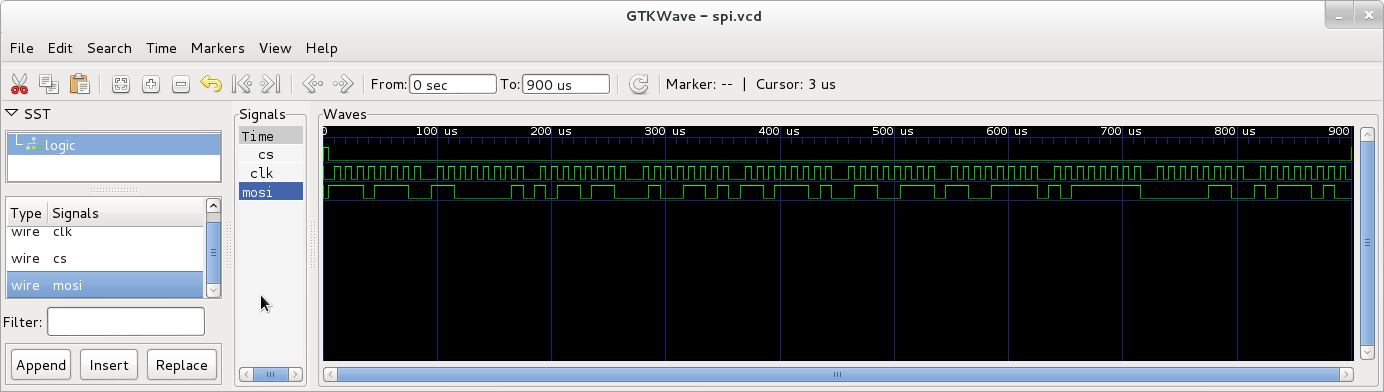 GTKWave - spi.vcd
File Edit Search Time Markers View Help
From: 0 sec To: 900 us Marker: -- | Cursor: 3 us
SST
logic
Type Signals
wire clk
wire cs
wire mosi
Filter:
Append Insert Replace
Signals
Time
cs
clk
mosi
Waves
0 100 us 200 us 300 us 400 us 500 us 600 us 700 us 800 us 900